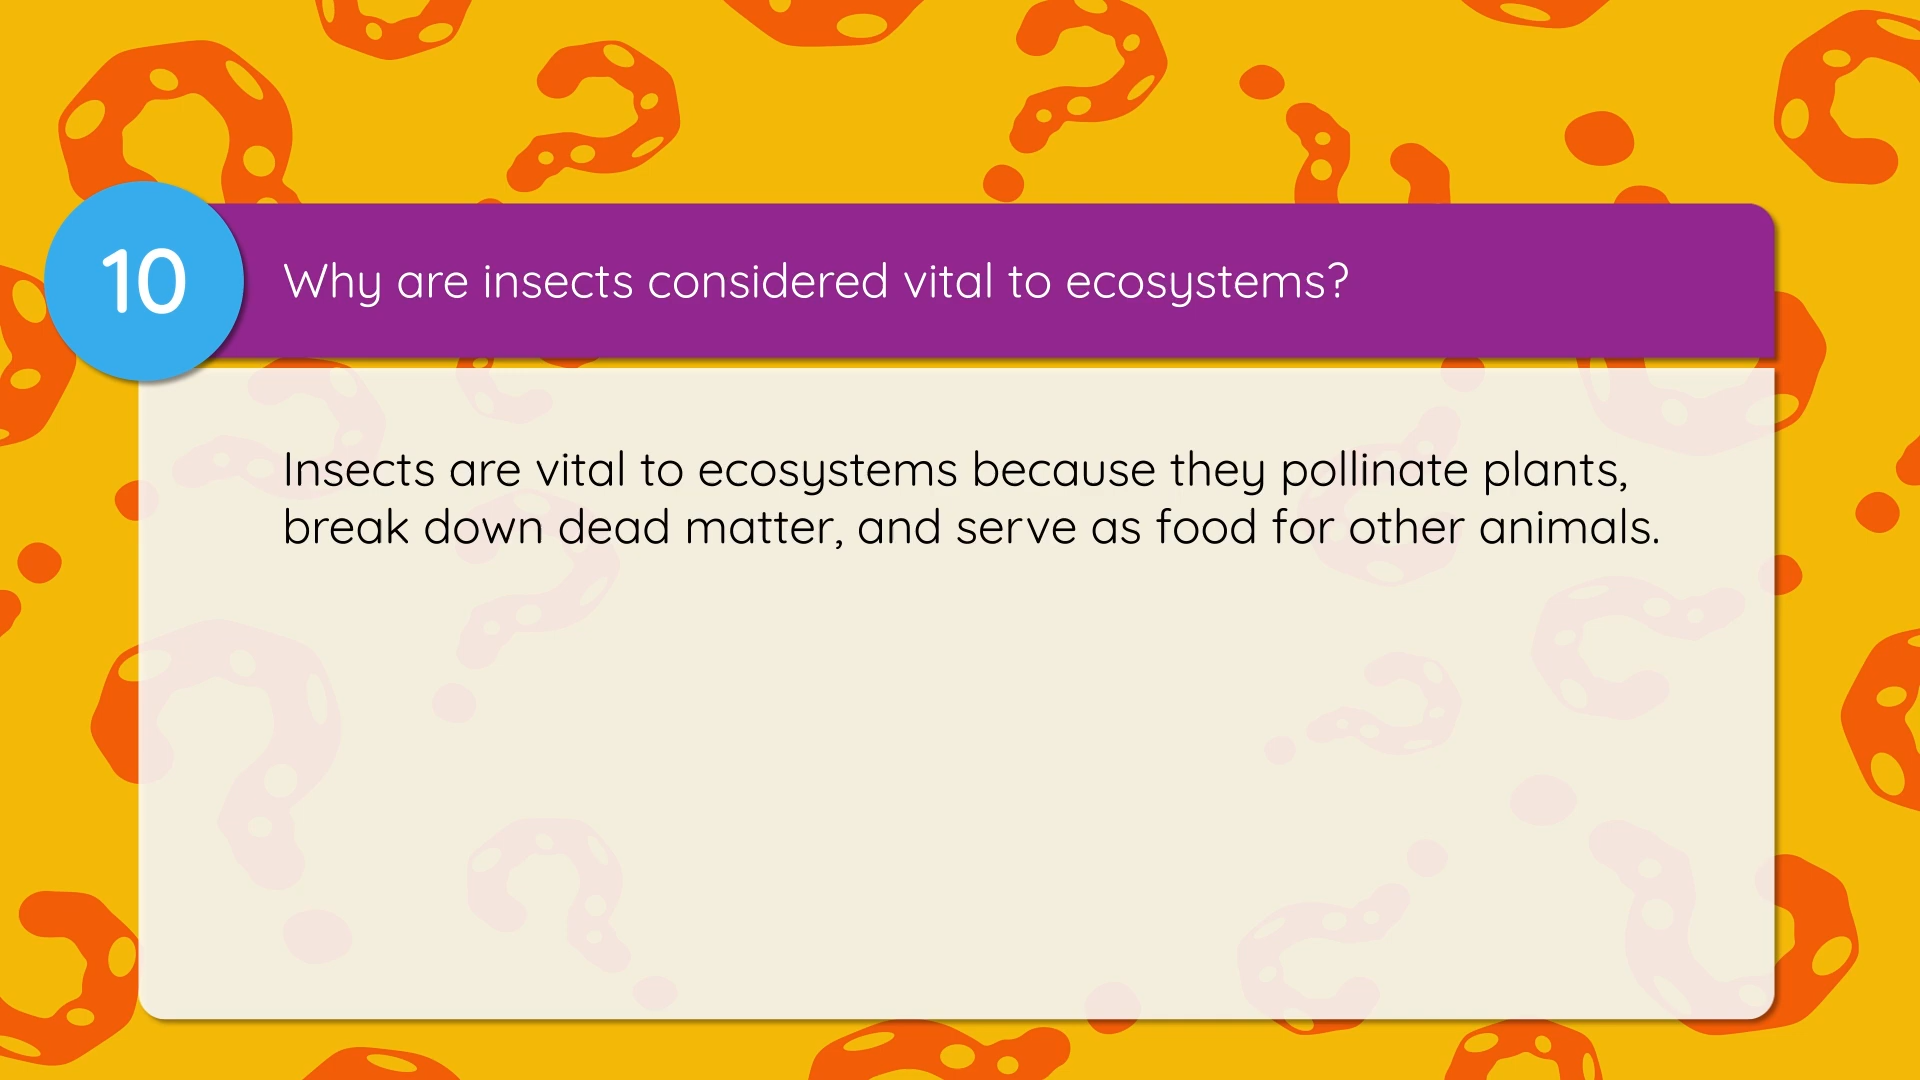 10
Why are insects considered vital to ecosystems?
Insects are vital to ecosystems because they pollinate plants,
break down dead matter, and serve as food for other animals.